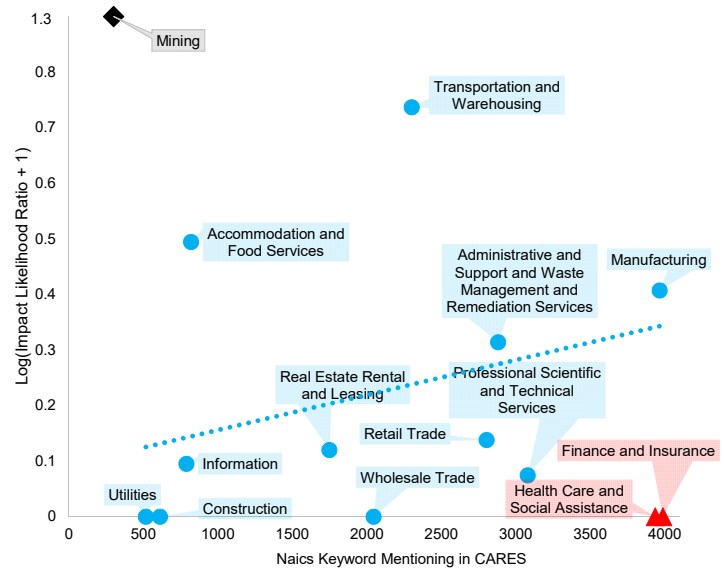 1.3
Mining
0.8
Transportation and
Warehousing
0.7
0.6
0.5
Accommodation and
Food Services
Administrative and
Support and Waste
Management and
Remediation Services
Manufacturing
0.4
0.3
Real Estate Rental
and Leasing
Professional Scientific
and Technical
Services
0.2
Retail Trade
Finance and Insurance
0.1
Information
Wholesale Trade
Health Care and
Social Assistance
Utilities
Construction
0
0 500 1000 1500 2000 2500 3000 3500 4000
Naics Keyword Mentioning in CARES
Log(Impact Likelihood Ratio + 1)